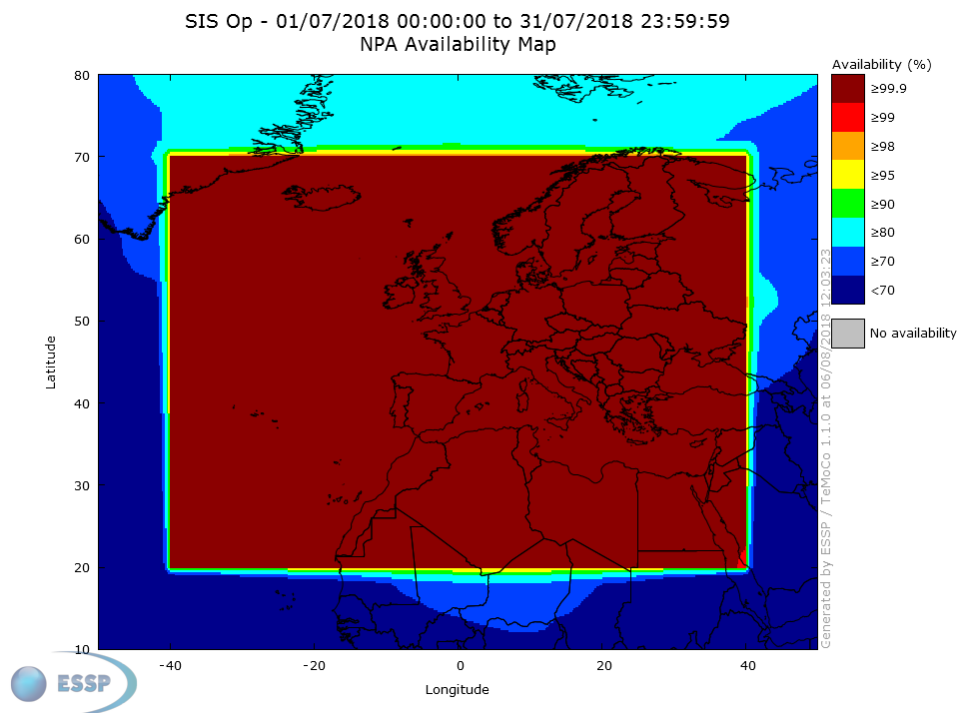 SIS Op - 01/07/2018 00:00:00 to 31/07/2018 23:59:59
NPA Availability Map
Availability (%)
≥99.9
≥99
≥98
≥95
≥90
≥80
≥70
<70
No availability
Generated by ESSP / TeMoCo 1.1.0 at 06/08/2018 12:03:23
Latitude
80
70
60
50
40
30
20
10
-40
-20
0
20
40
Longitude
ESSP